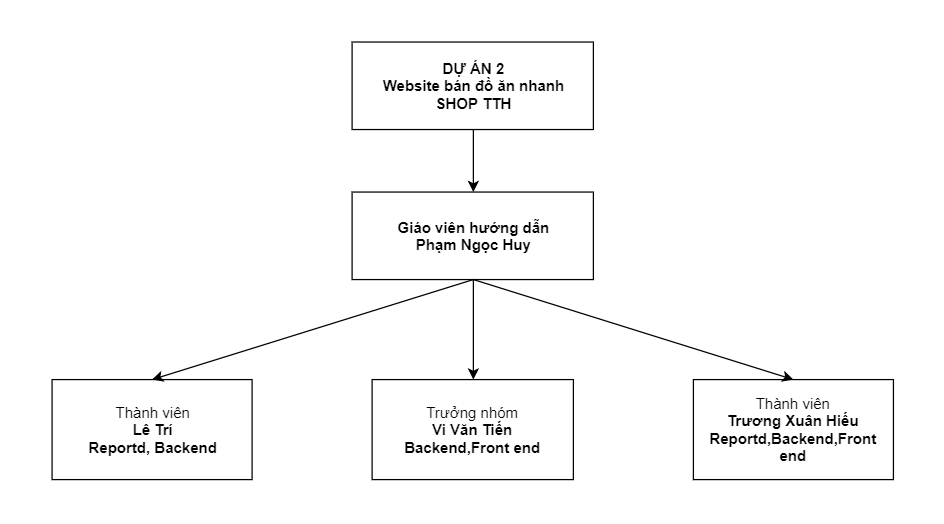 DỰ ÁN 2
Website bán đồ ăn nhanh
SHOP TTH
Giáo viên hướng dẫn
Phạm Ngọc Huy
Thành viên
Lê Trí
Reportd, Backend
Trưởng nhóm
Vi Văn Tiến
Backend,Front end
Thành viên
Trương Xuân Hiếu
Reportd,Backend,Front
end